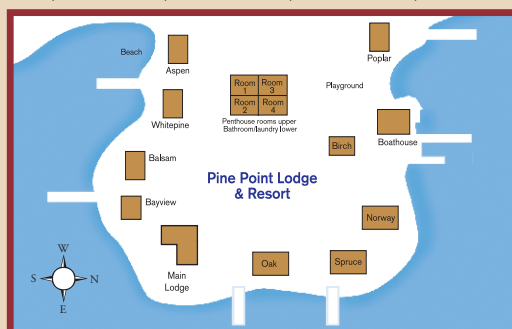 Beach
Aspen
Poplar
Room 1
Room 3
Room 2
Room 4
Playground
Penthouse rooms upper
Bathroom/laundry lower
Whitepine
Boathouse
Birch
Balsam
Pine Point Lodge
& Resort
Bayview
Norway
Main
Lodge
Oak
Spruce
W
S
N
E